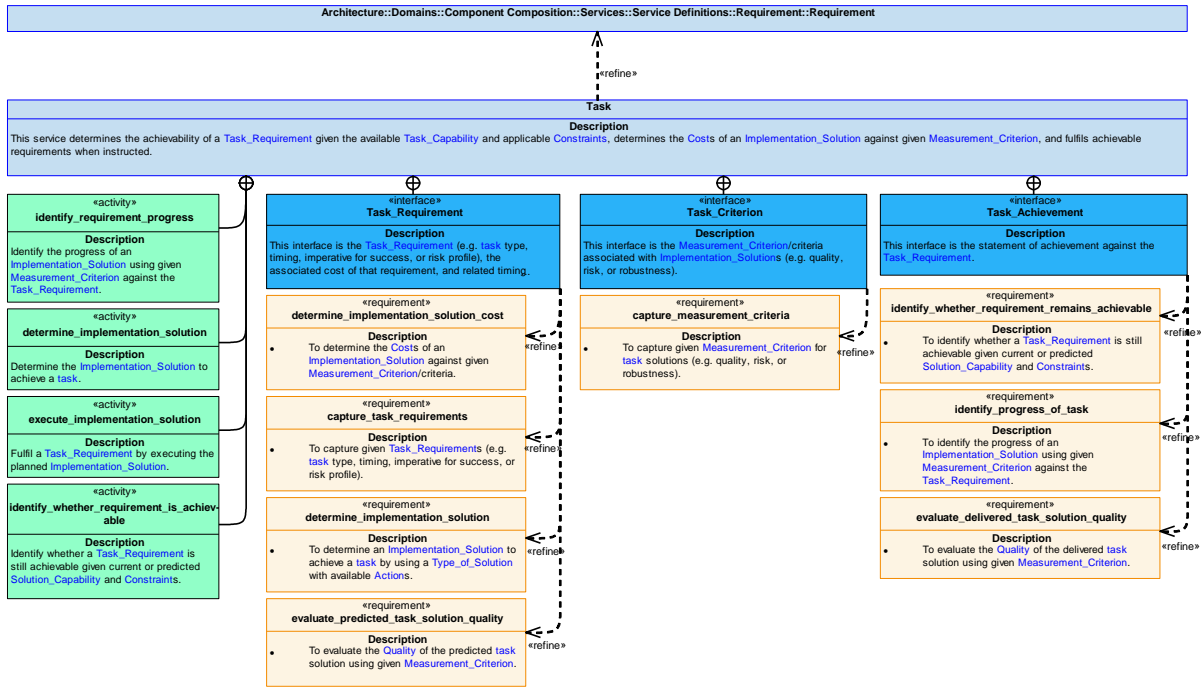 Architecture::Domains::Component Composition::Services::Service Definitions::Requirement::Requirement
«refine»
Task
Description
This service determines the achievability of a Task_Requirement given the available Task_Capability and applicable Constraints, determines the Costs of an Implementation_Solution against given Measurement_Criterion, and fulfils achievable
requirements when instructed.
«activity»
identify_requirement_progress
Description
Identify the progress of an
Implementation_Solution using given
Measurement_Criterion against the
Task_Requirement.
«activity»
determine_implementation_solution
Description
Determine the Implementation_Solution to
achieve a task.
«activity»
execute_implementation_solution
Description
Fulfil a Task_Requirement by executing the
planned Implementation_Solution.
«activity»
identify_whether_requirement_is_achiev-
able
Description
Identify whether a Task_Requirement is
still achievable given current or predicted
Solution_Capability and Constraints.
«interface»
Task_Requirement
Description
This interface is the Task_Requirement (e.g. task type,
timing, imperative for success, or risk profile), the
associated cost of that requirement, and related timing.
«requirement»
determine_implementation_solution_cost
Description
• To determine the Costs of an
Implementation_Solution against given
Measurement_Criterion/criteria.
«refine»
«requirement»
capture_task_requirements
Description
• To capture given Task_Requirements (e.g.
task type, timing, imperative for success, or
risk profile).
«refine»
«requirement»
determine_implementation_solution
Description
• To determine an Implementation_Solution to
achieve a task by using a Type_of_Solution
with available Actions.
«refine»
«requirement»
evaluate_predicted_task_solution_quality
Description
• To evaluate the Quality of the predicted task
solution using given Measurement_Criterion.
«refine»
«interface»
Task_Criterion
Description
This interface is the Measurement_Criterion/criteria
associated with Implementation_Solutions (e.g. quality,
risk, or robustness).
«requirement»
capture_measurement_criteria
Description
• To capture given Measurement_Criterion for
task solutions (e.g. quality, risk, or
robustness).
«refine»
«interface»
Task_Achievement
Description
This interface is the statement of achievement against the
Task_Requirement.
«requirement»
identify_whether_requirement_remains_achievable
Description
• To identify whether a Task_Requirement is still
achievable given current or predicted
Solution_Capability and Constraints.
«refine»
«requirement»
identify_progress_of_task
Description
• To identify the progress of an
Implementation_Solution using given
Measurement_Criterion against the
Task_Requirement.
«refine»
«requirement»
evaluate_delivered_task_solution_quality
Description
• To evaluate the Quality of the delivered task
solution using given Measurement_Criterion.
«refine»